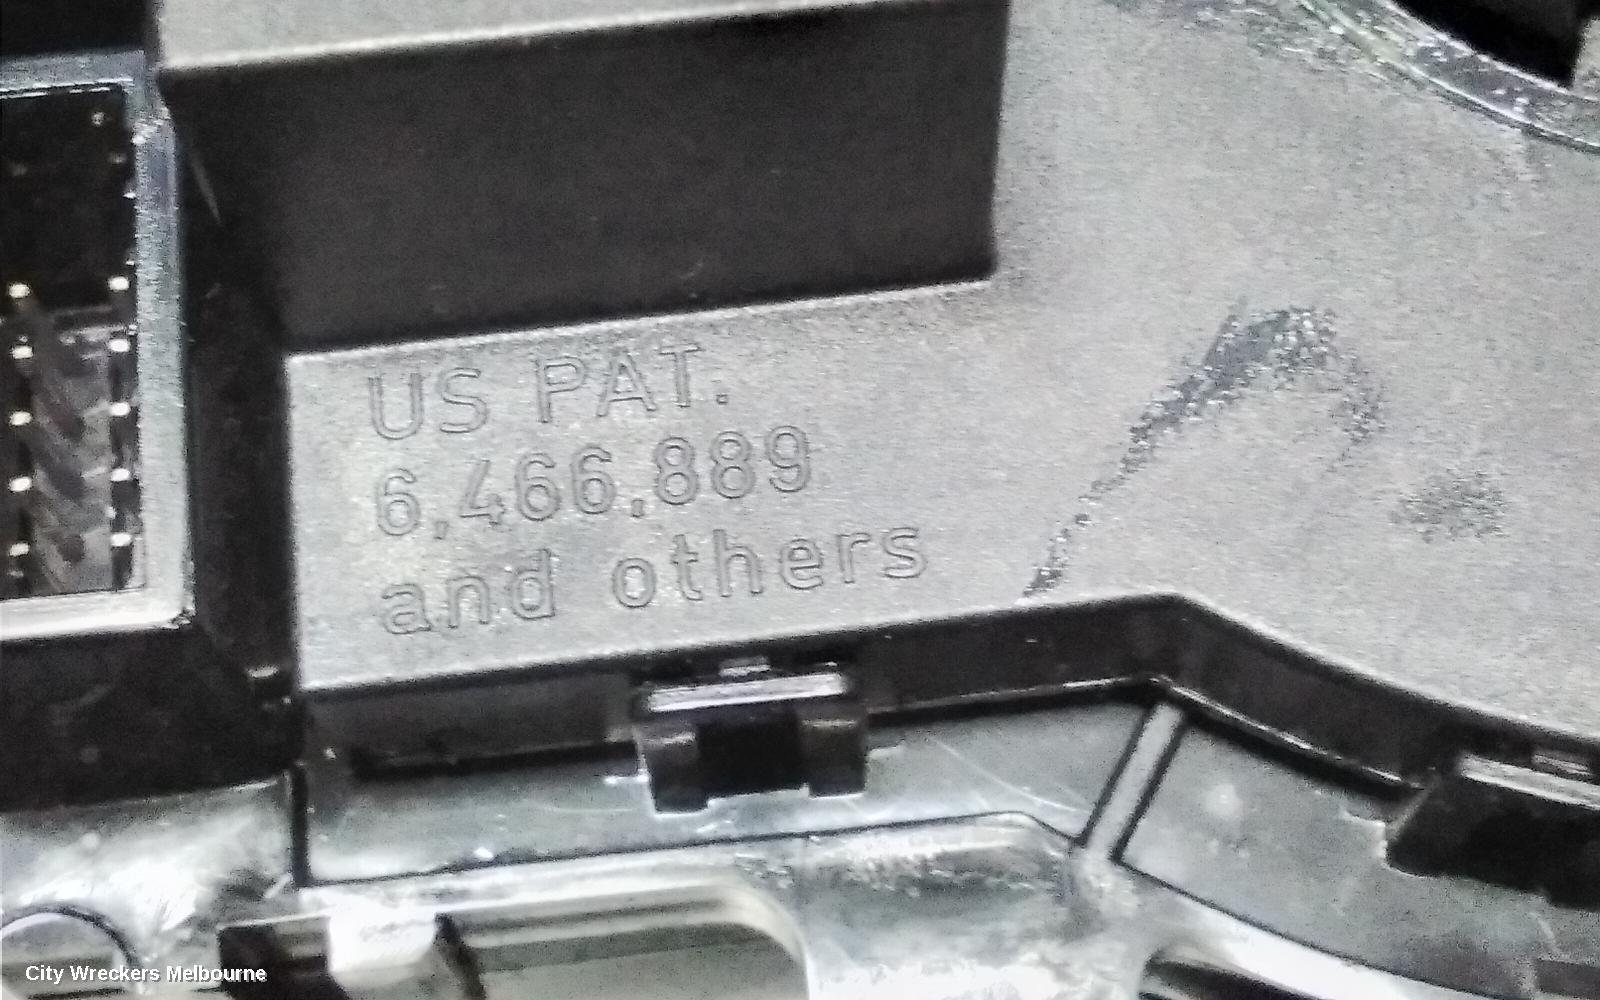 US PAT.
6,466,889
and others
City Wreckers Melbourne